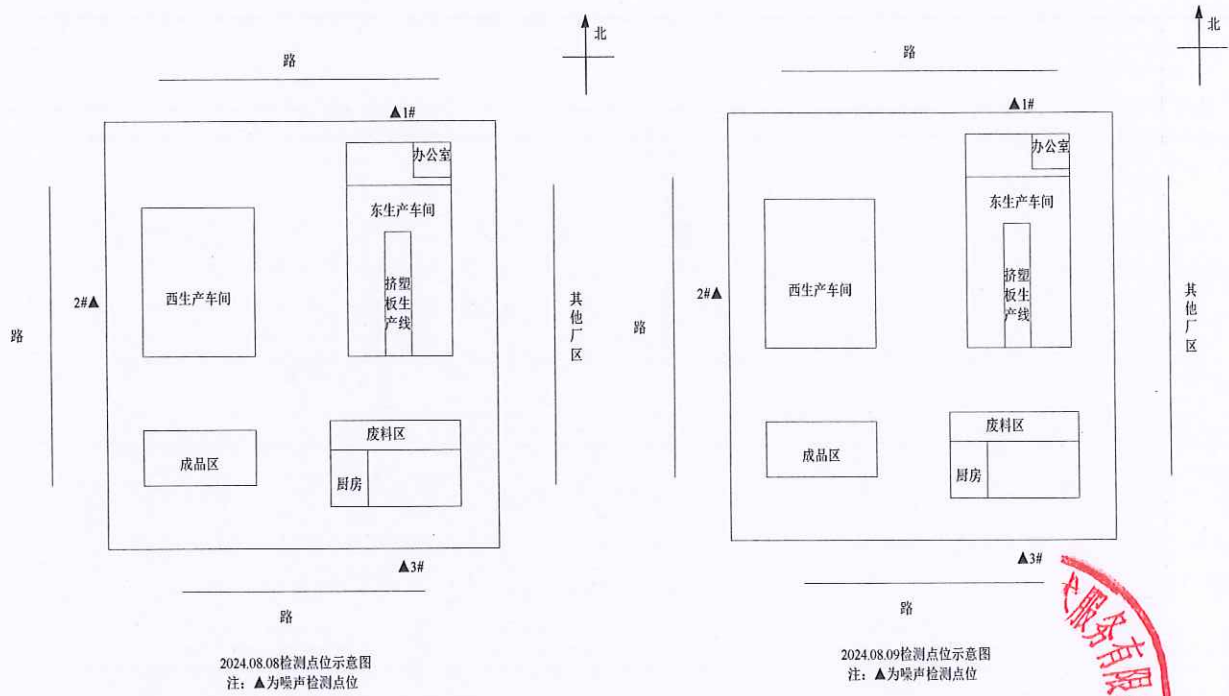 北
路
▲1#
办公室
东生产车间
挤塑
板生
产线
西生产车间
2#▲
路
其他厂区
废料区
成品区
厨房
▲3#
路
2024.08.08检测点位示意图
注：▲为噪声检测点位
北
路
▲1#
办公室
东生产车间
挤塑
板生
产线
西生产车间
2#▲
路
其他厂区
废料区
成品区
厨房
▲3#
路
2024.08.09检测点位示意图
注：▲为噪声检测点位
服务有限